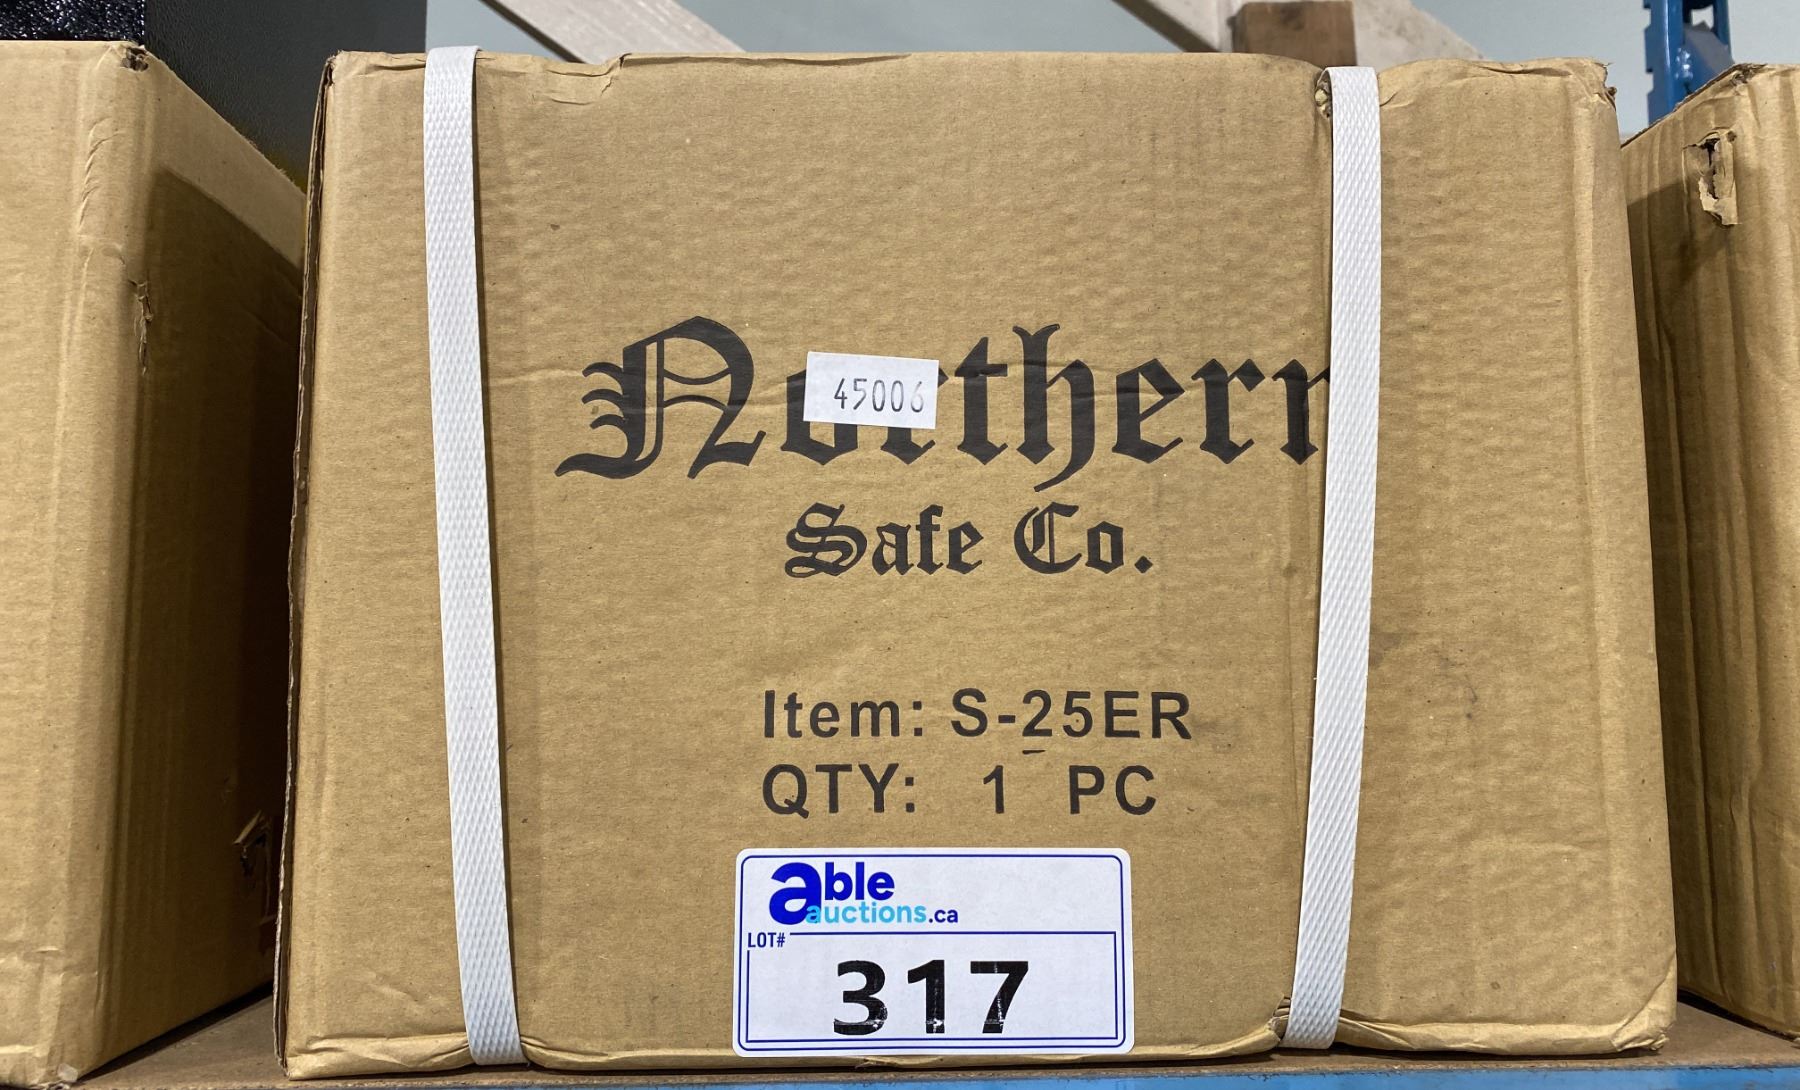 Northern
45006
Safe Co.
Item: S-25ER
QTY: 1 PC
able
auctions.ca
LOT#
317